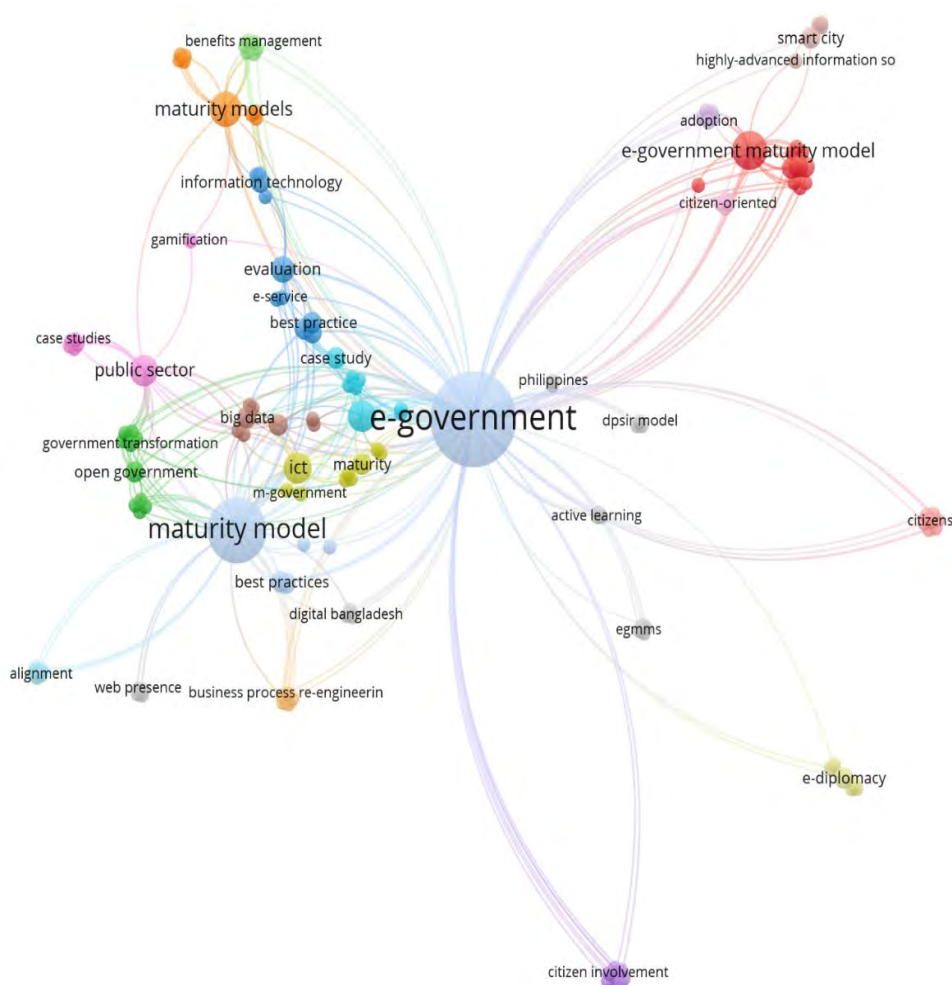 smart city
benefits management
highly-advanced information so
maturity models
adoption
e-government maturity model
information technology
citizen-oriented
gamification
evaluation
e-service
best practice
case studies
case study
public sector
philippines
big data
e-government
dpsir model
government transformation
ict
maturity
open government
m-government
active learning
citizens
maturity model
best practices
digital bangladesh
egmms
alignment
web presence
business process re-engineerin
e-diplomacy
citizen involvement